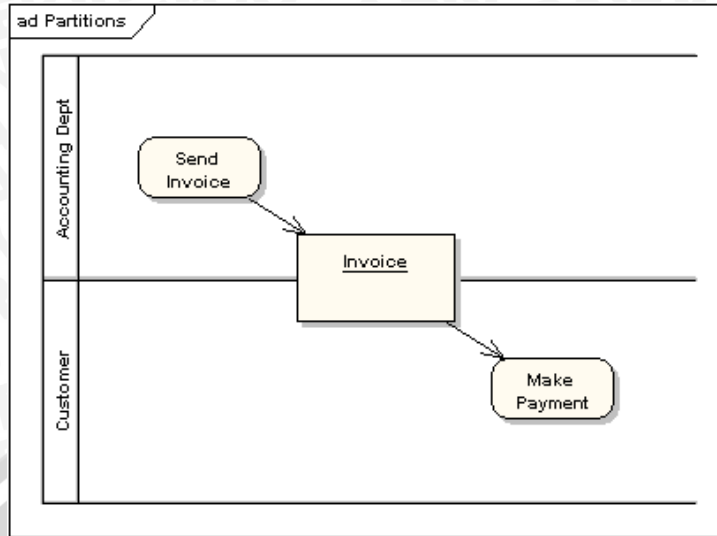 ad Partitions
Accounting Dept
Send
Invoice
Invoice
Customer
Make
Payment